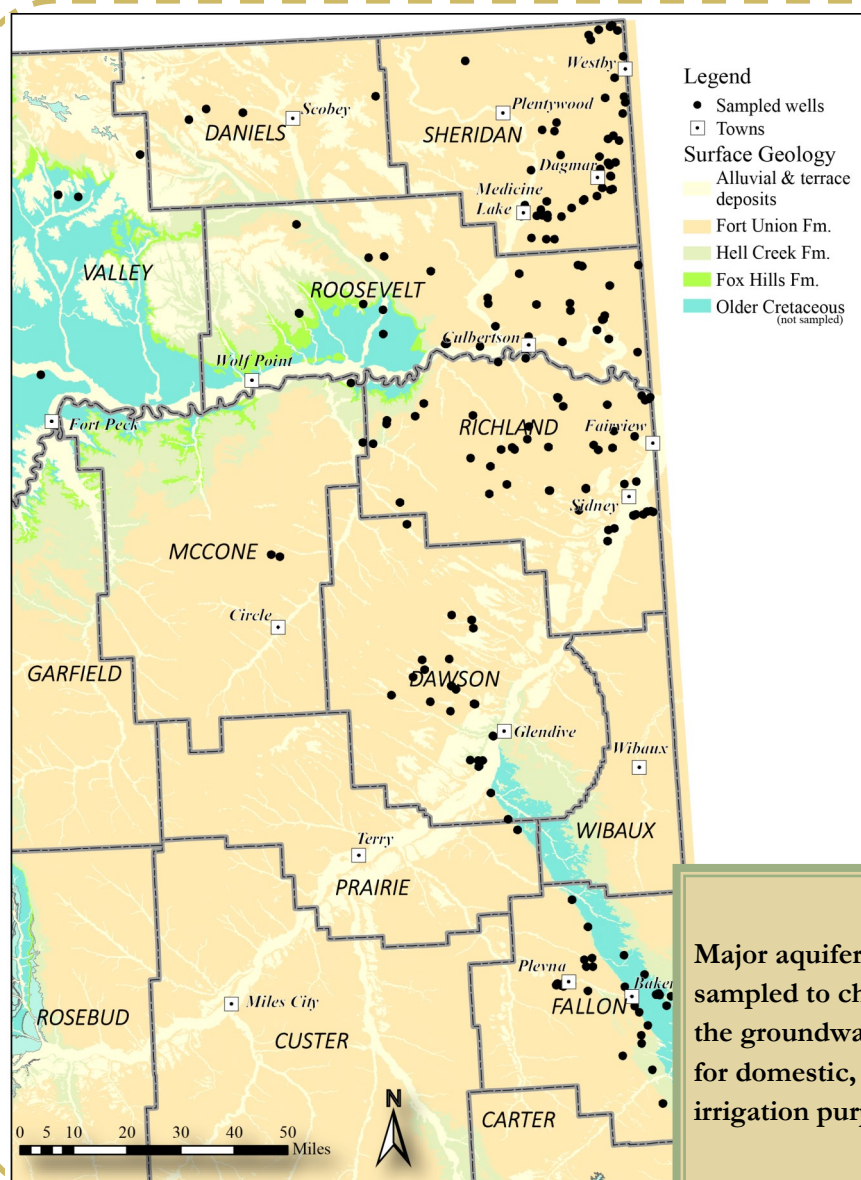 Westby
Scobey
Plentywood
DANIELS
SHERIDAN
Dagmar
Medicine
Lake
VALLEY
ROOSEVELT
Culbertson
Wolf Point
Fort Peck
RICHLAND
Fairview
Sidney
MCCONE
Circle
GARFIELD
DAWSON
Glendive
Wibaux
WIBAUX
Terry
PRAIRIE
Plevna
Baker
FALLON
ROSEBUD
Miles City
CUSTER
CARTER
N
0 5 10 20 30 40 50
Miles
Legend
Sampled wells
Towns
Surface Geology
Alluvial & terrace
deposits
Fort Union Fm.
Hell Creek Fm.
Fox Hills Fm.
Older Cretaceous
(not sampled)
Major aquifer
sampled to ch
the groundwa
for domestic,
irrigation purp